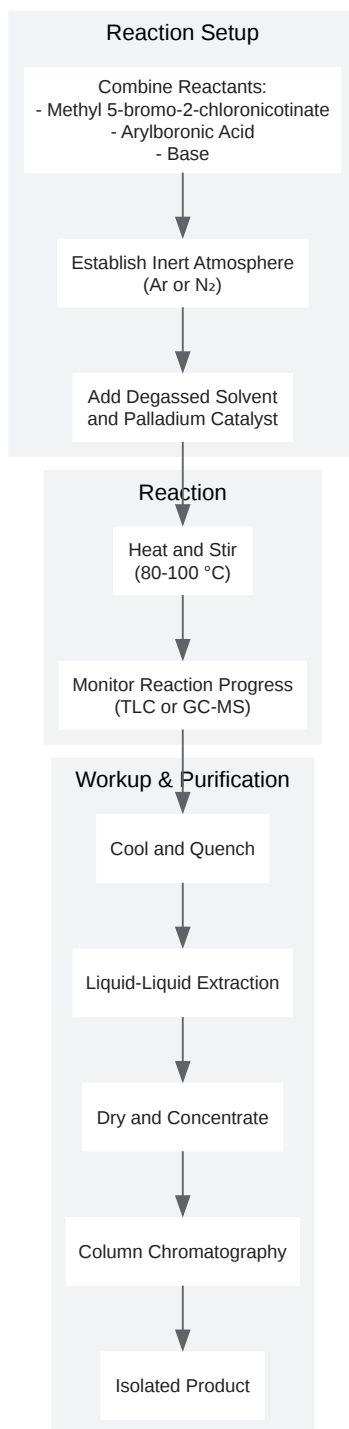 Reaction Setup
Combine Reactants:
- Methyl 5-bromo-2-chloronicotinate
- Arylboronic Acid
- Base
Establish Inert Atmosphere
(Ar or N₂)
Add Degassed Solvent
and Palladium Catalyst
Reaction
Heat and Stir
(80-100 °C)
Monitor Reaction Progress
(TLC or GC-MS)
Workup & Purification
Cool and Quench
Liquid-Liquid Extraction
Dry and Concentrate
Column Chromatography
Isolated Product